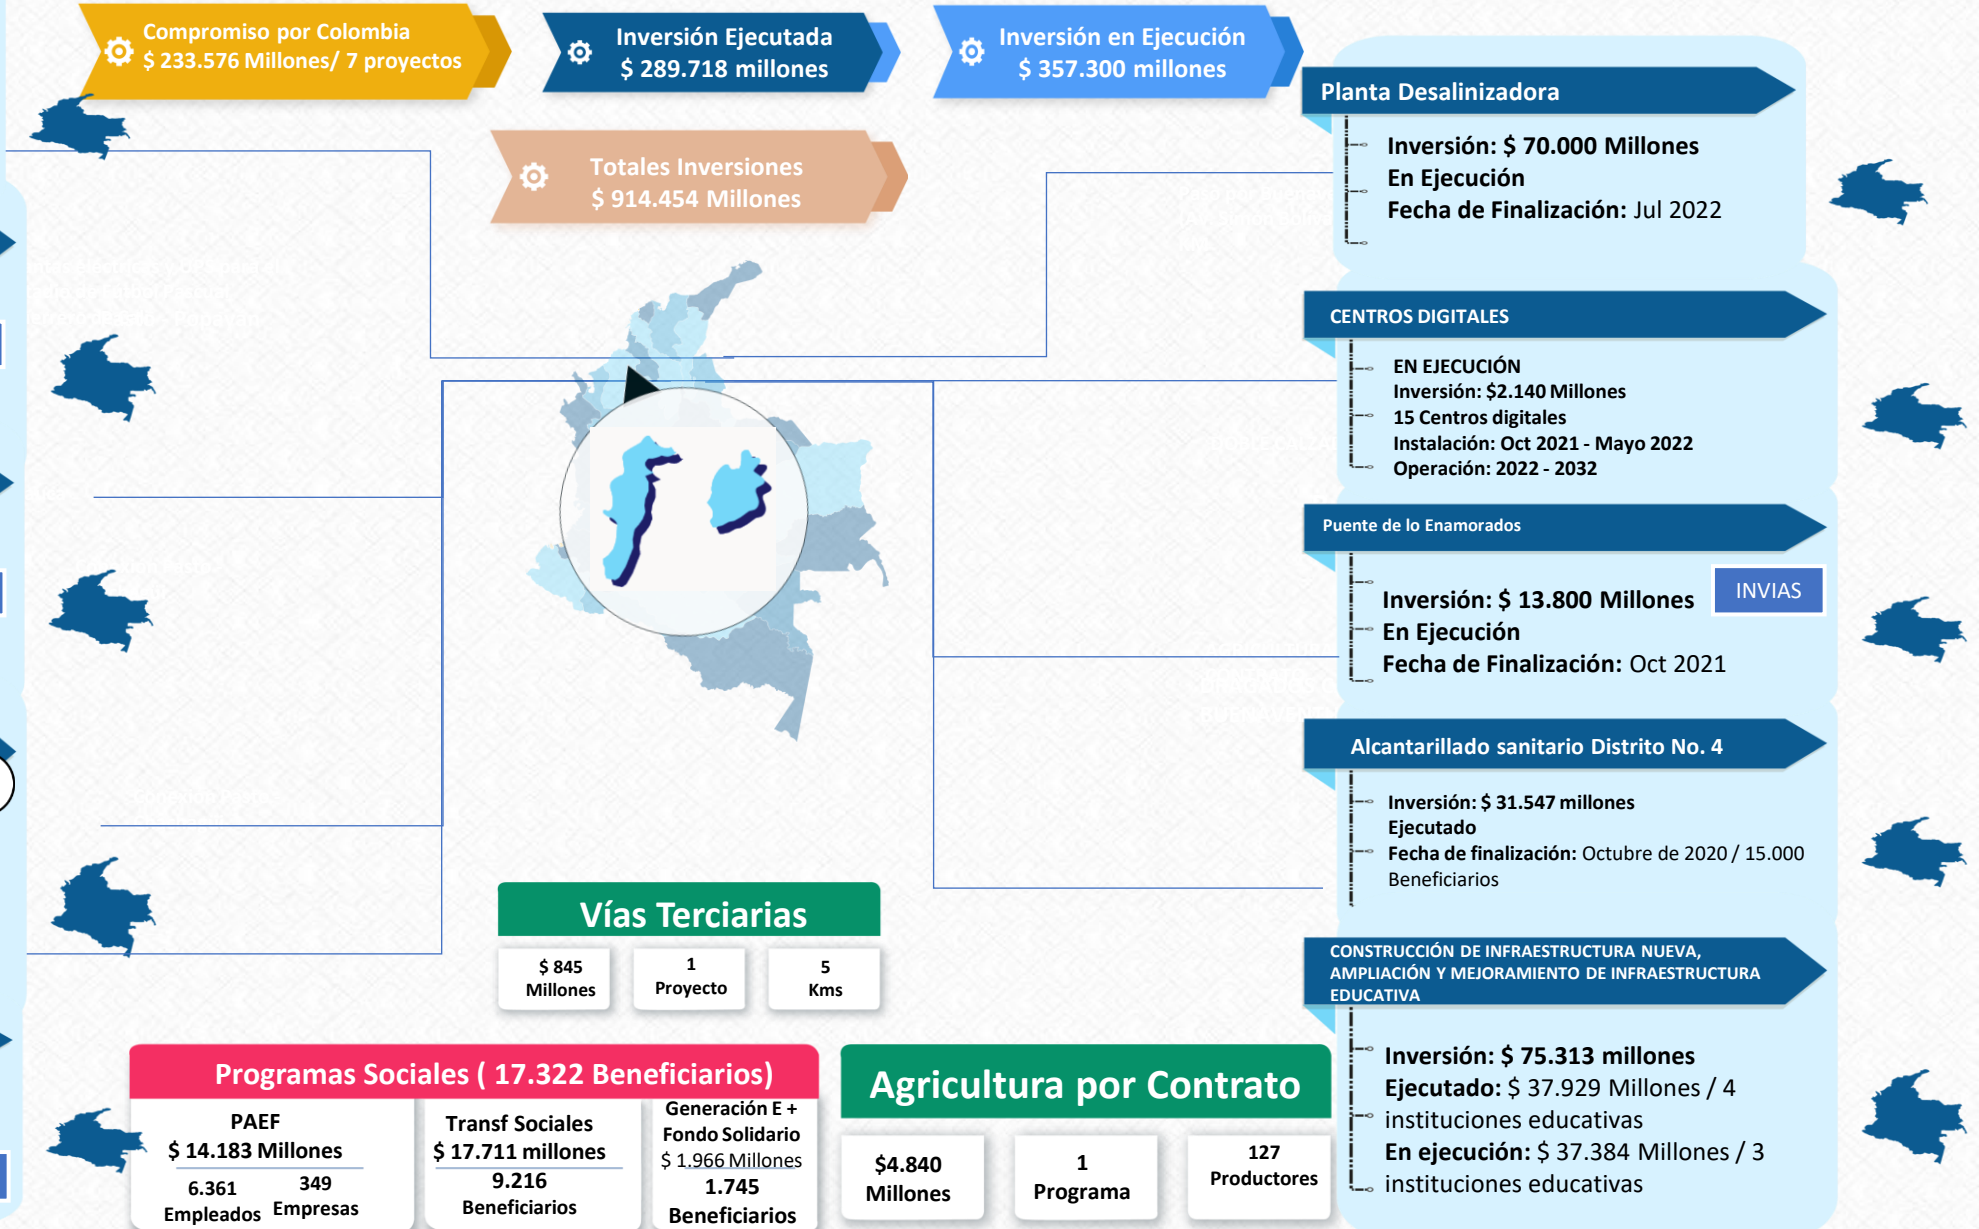 Compromiso por Colombia
$ 233.576 Millones/ 7 proyectos
Inversión Ejecutada
$ 289.718 millones
Inversión en Ejecución
$ 357.300 millones
Totales Inversiones
$ 914.454 Millones
Planta Desalinizadora
Inversión: $ 70.000 Millones
En Ejecución
Fecha de Finalización: Jul 2022
CENTROS DIGITALES
EN EJECUCIÓN
Inversión: $2.140 Millones
15 Centros digitales
Instalación: Oct 2021 - Mayo 2022
Operación: 2022 - 2032
Puente de lo Enamorados
INVIAS
Inversión: $ 13.800 Millones
En Ejecución
Fecha de Finalización: Oct 2021
Alcantarillado sanitario Distrito No. 4
Inversión: $ 31.547 millones
Ejecutado
Fecha de finalización: Octubre de 2020 / 15.000
Beneficiarios
CONSTRUCCIÓN DE INFRAESTRUCTURA NUEVA,
AMPLIACIÓN Y MEJORAMIENTO DE INFRAESTRUCTURA
EDUCATIVA
Inversión: $ 75.313 millones
Ejecutado: $ 37.929 Millones / 4
instituciones educativas
En ejecución: $ 37.384 Millones / 3
instituciones educativas
Vías Terciarias
$ 845
Millones
1
Proyecto
5
Kms
Programas Sociales ( 17.322 Beneficiarios)
PAEF
$ 14.183 Millones
6.361
Empleados
349
Empresas
Transf Sociales
$ 17.711 millones
9.216
Beneficiarios
Generación E +
Fondo Solidario
$ 1.966 Millones
1.745
Beneficiarios
Agricultura por Contrato
$4.840
Millones
1
Programa
127
Productores